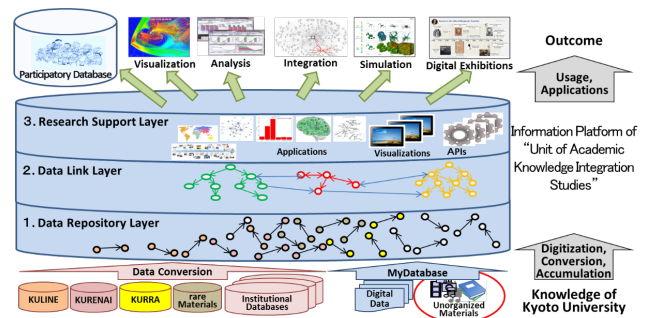 Participatory Database
Visualization
Analysis
Integration
Simulation
Digital Exhibitions
Outcome
Usage,
Applications
3. Research Support Layer
Applications
Visualizations
APIs
Information Platform of
“Unit of Academic
Knowledge Integration
Studies”
2. Data Link Layer
1. Data Repository Layer
Digitization,
Conversion,
Accumulation
Data Conversion
MyDatabase
KULINE
KURENAI
KURRA
rare
Materials
Institutional
Databases
Digital
Data
Unorganized
Materials
Knowledge of
Kyoto University